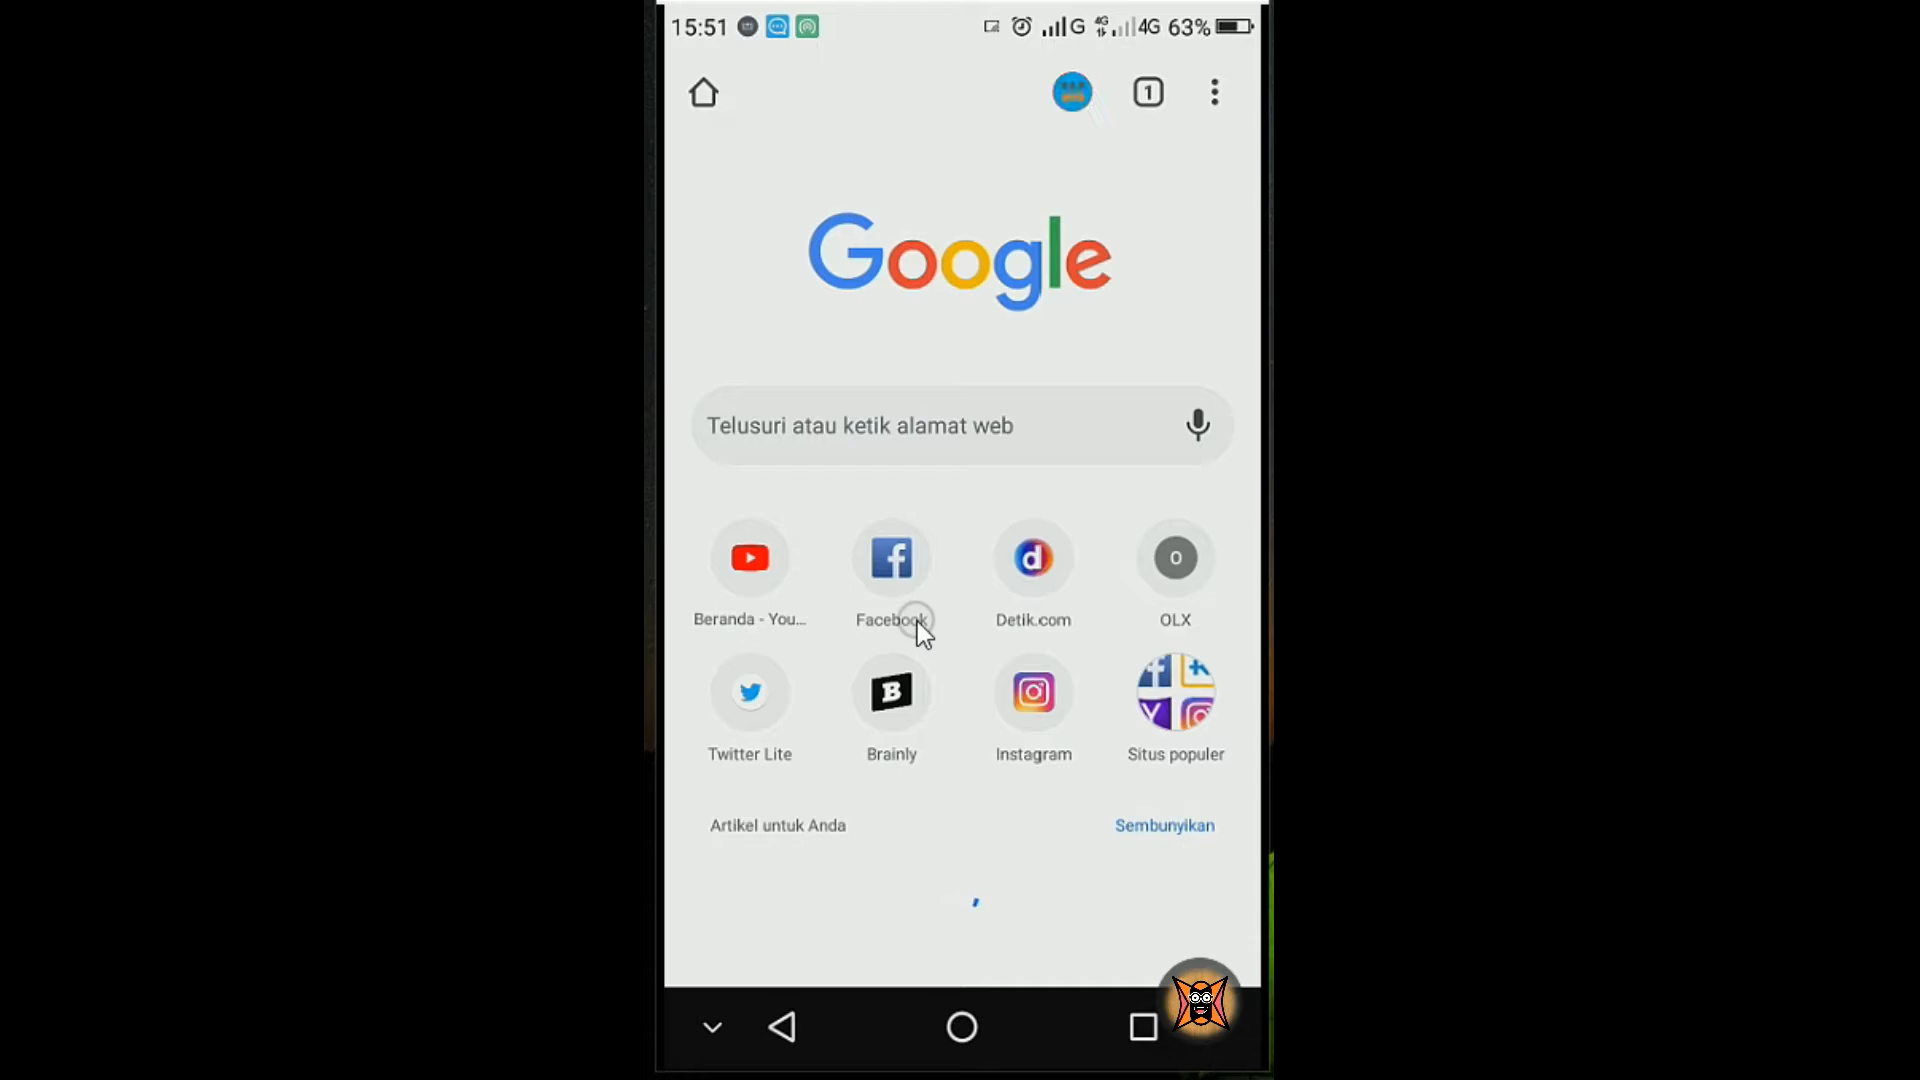 15:51 G 4G 4G 63%
1
Google
Telusuri atau ketik alamat web
O
Beranda - You... Facebook Detik.com OLX
B
Twitter Lite Brainly Instagram Situs populer
Artikel untuk Anda Sembunyikan